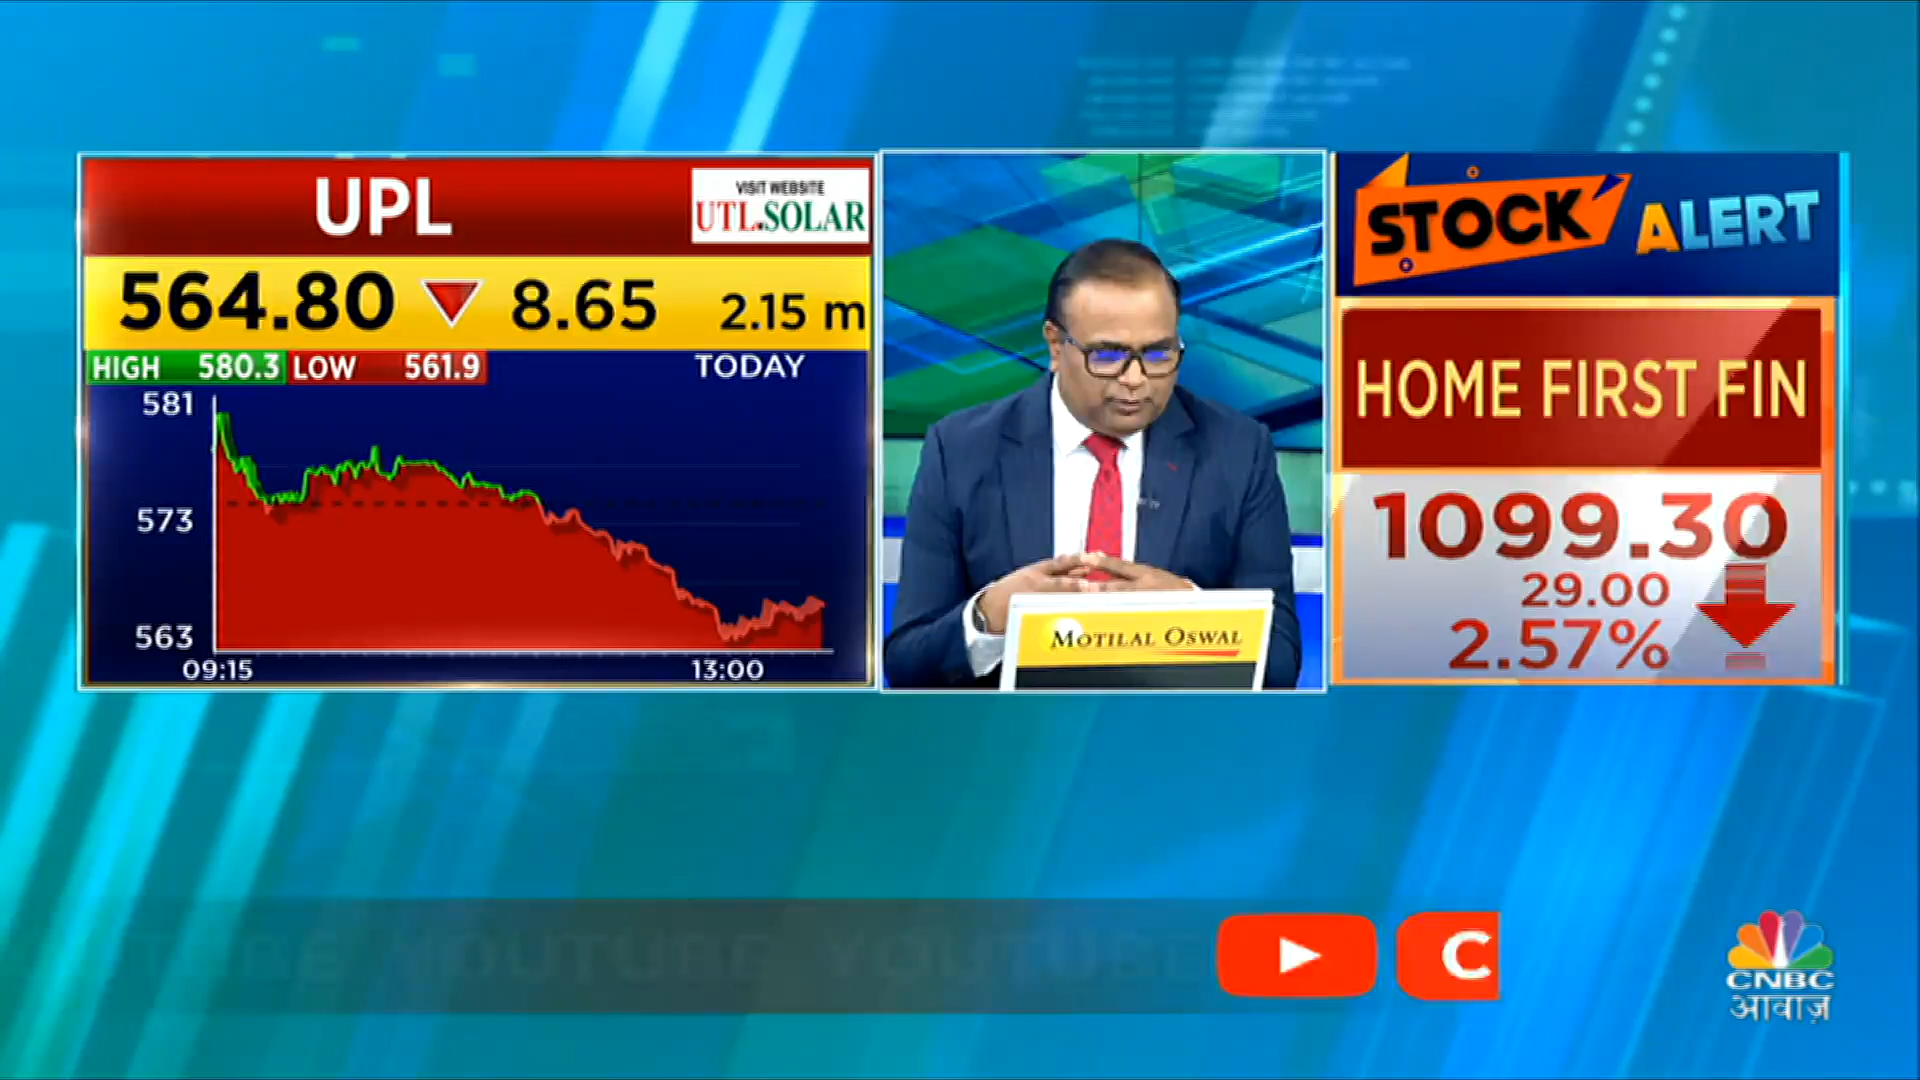 UPL
VISIT WEBSITE
UTL SOLAR
564.80 8.65 2.15 m
HIGH 580.3 LOW 561.9 TODAY
581
573
563
09:15 13:00
MOTILAL OSWAL
STOCK ALERT
HOME FIRST FIN
1099.30
29.00
2.57%
YOUTUBE YOUTUBE
C
CNBC
आवाज़